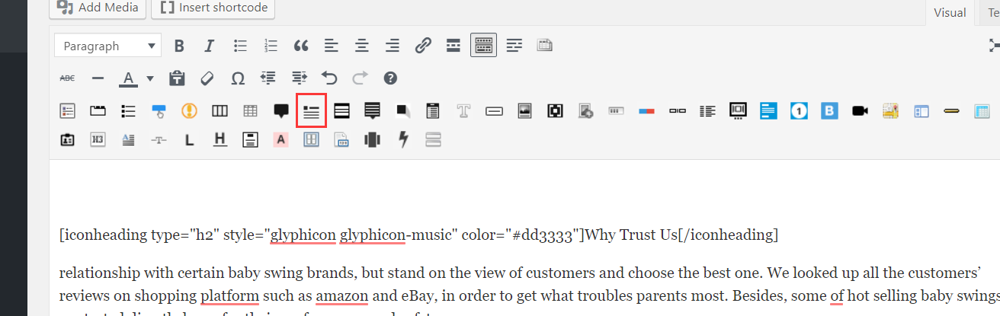 Add Media [ ] Insert shortcode
Visual Te
Paragraph B I
ABC A Ω ?
T 1 B
H3 A T L H A
[iconheading type="h2" style="glyphicon glyphicon-music" color="#dd3333"]Why Trust Us[/iconheading]
relationship with certain baby swing brands, but stand on the view of customers and choose the best one. We looked up all the customers’
reviews on shopping platform such as amazon and eBay, in order to get what troubles parents most. Besides, some of hot selling baby swings